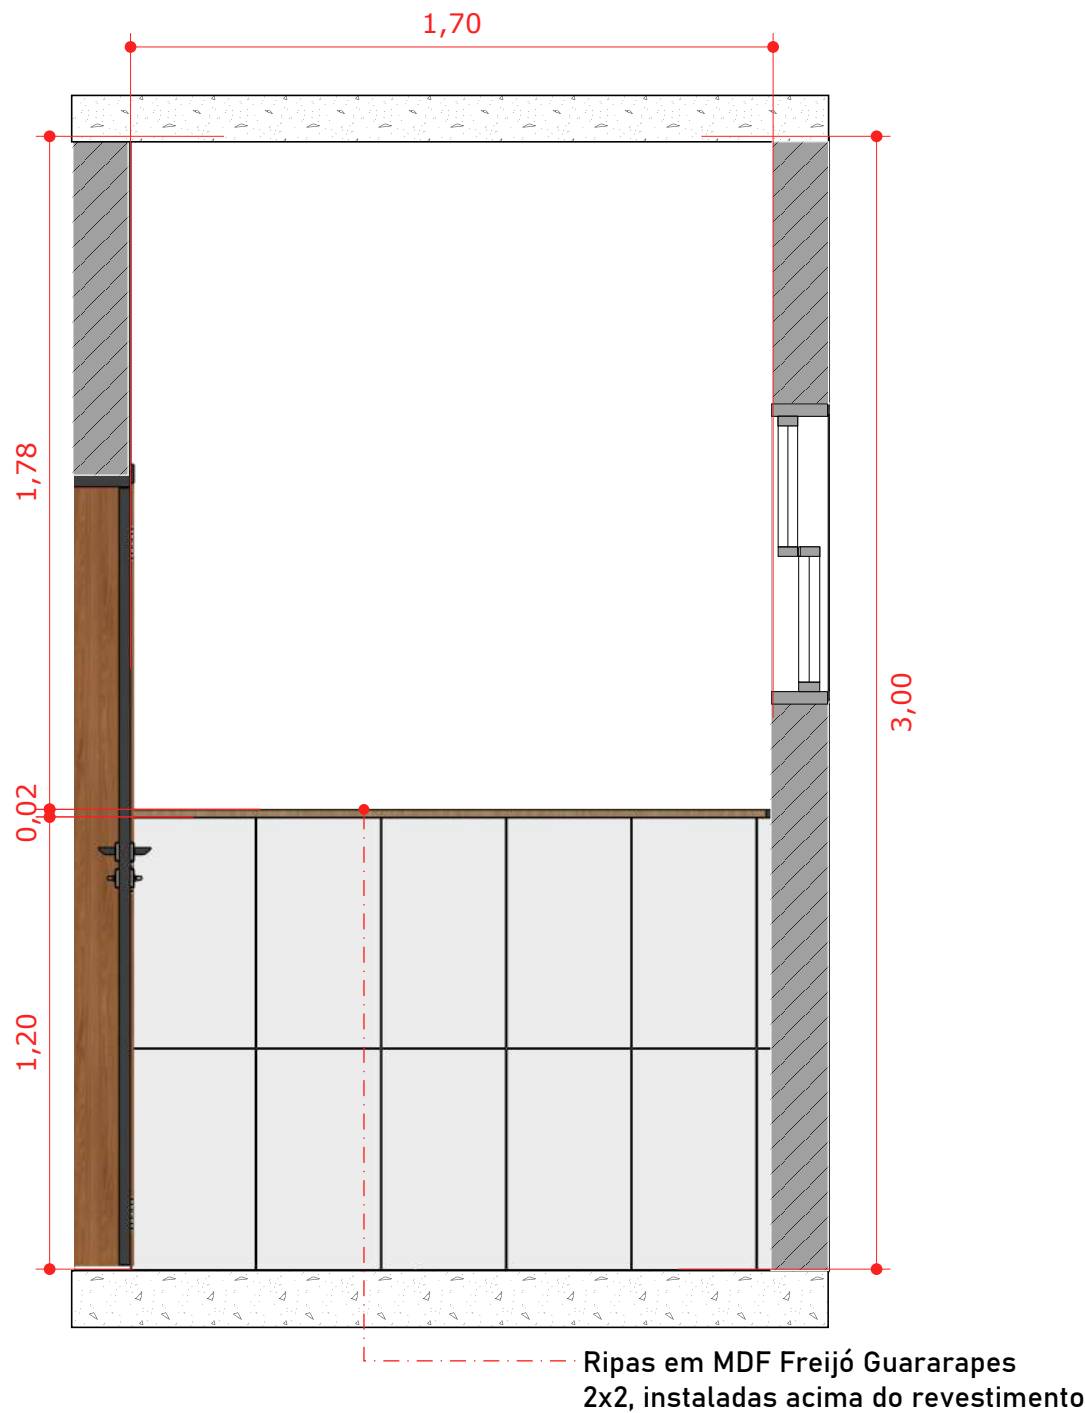 1,70
1,78
3,00
0,02
1,20
Ripas em MDF Freijó Guararapes
2x2, instaladas acima do revestimento